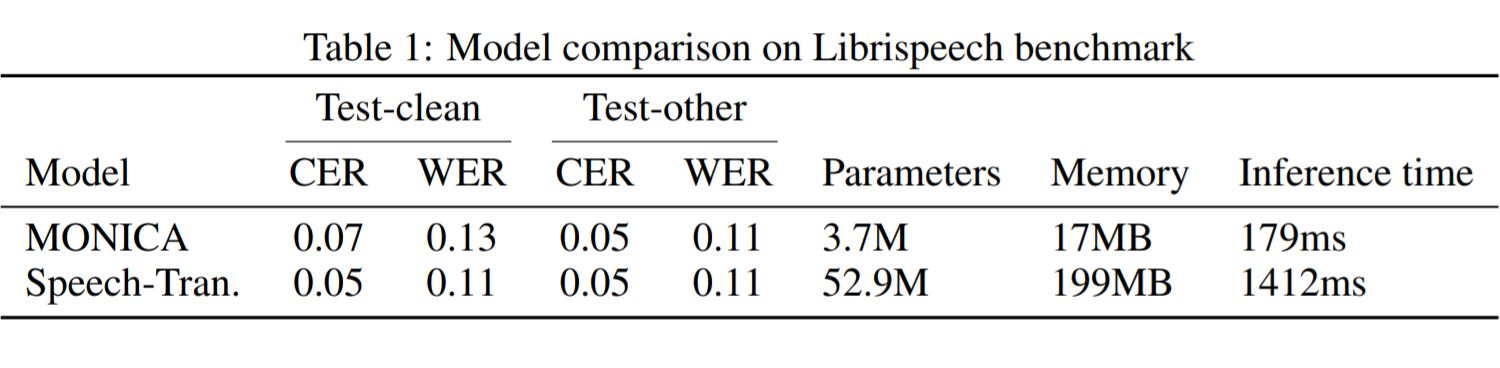 Table 1: Model comparison on Librispeech benchmark
Test-clean Test-other
Model CER WER CER WER Parameters Memory Inference time
MONICA 0.07 0.13 0.05 0.11 3.7M 17MB 179ms
Speech-Tran. 0.05 0.11 0.05 0.11 52.9M 199MB 1412ms